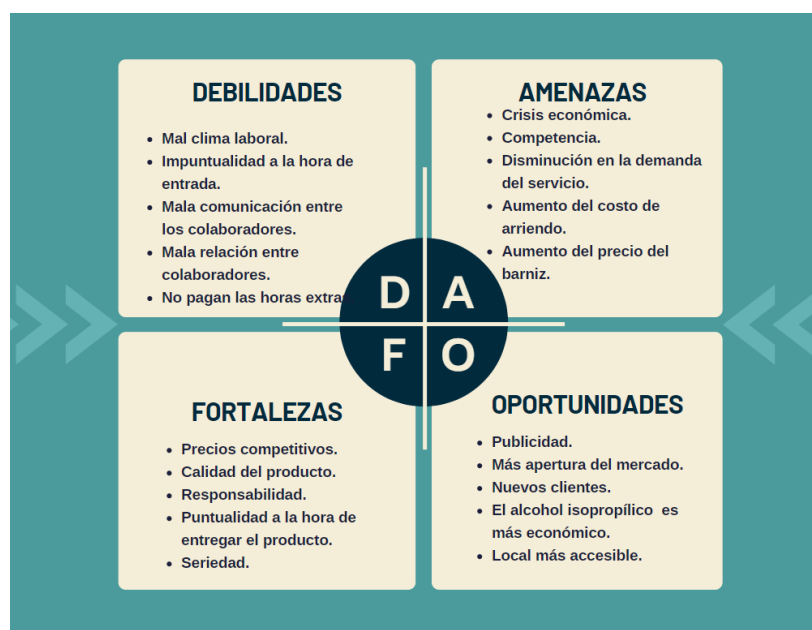 DEBILIDADES
• Mal clima laboral.
• Impuntualidad a la hora de
entrada.
• Mala comunicación entre
los colaboradores.
• Mala relación entre
colaboradores.
• No pagan las horas
AMENAZAS
• Crisis económica.
• Competencia.
• Disminución en la demanda
del servicio.
• Aumento del costo de
arriendo.
• Aumento del precio del
barniz.
D A
F O
FORTALEZAS
• Precios competitivos.
• Calidad del producto.
• Responsabilidad.
• Puntualidad a la hora de
entregar el producto.
• Seriedad.
OPORTUNIDADES
• Publicidad.
• Más apertura del mercado.
• Nuevos clientes.
• El alcohol isopropílico es
más económico.
• Local más accesible.